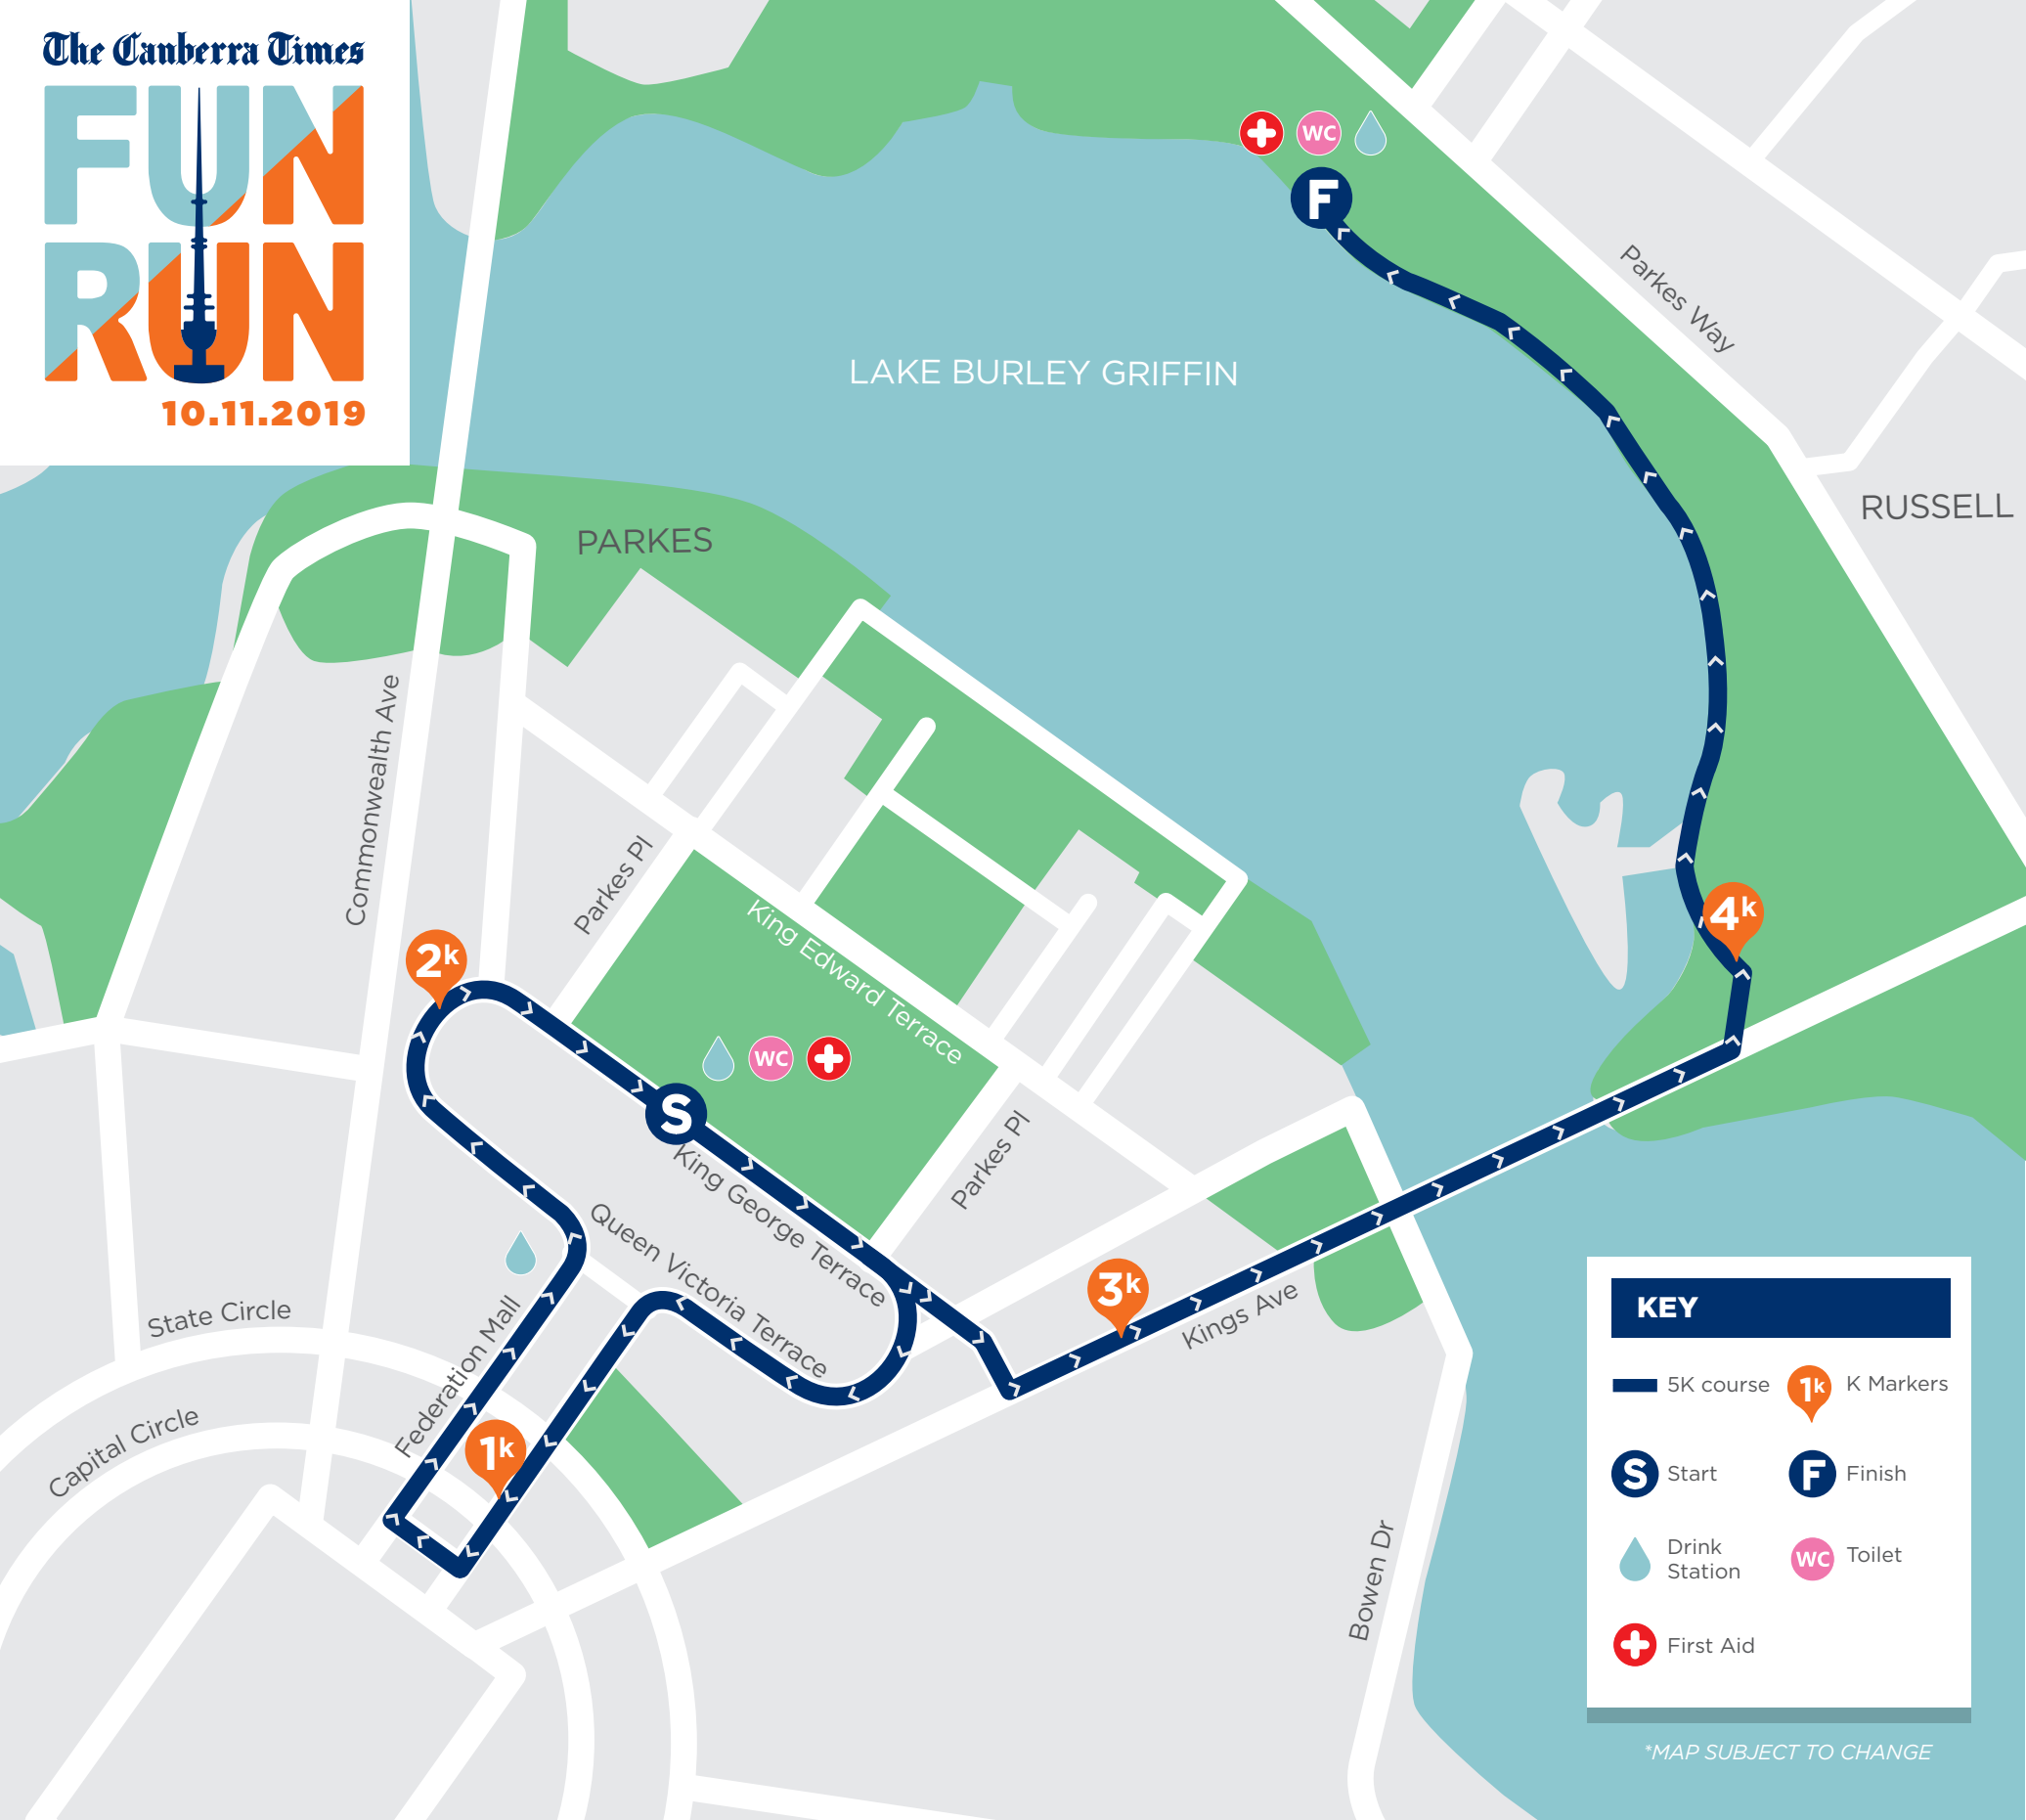 The Canberra Times
FUN
RUN
10.11.2019
WC
F
Parkes Way
LAKE BURLEY GRIFFIN
RUSSELL
PARKES
Commonwealth Ave
Parkes Pl
King Edward Terrace
4k
2k
WC
S
King George Terrace
Parkes Pl
Queen Victoria Terrace
3k
Kings Ave
State Circle
Federation Mall
Capital Circle
1k
Bowen Dr
KEY
5K course
1k
K Markers
S
Start
F
Finish
Drink
Station
WC
Toilet
First Aid
*MAP SUBJECT TO CHANGE